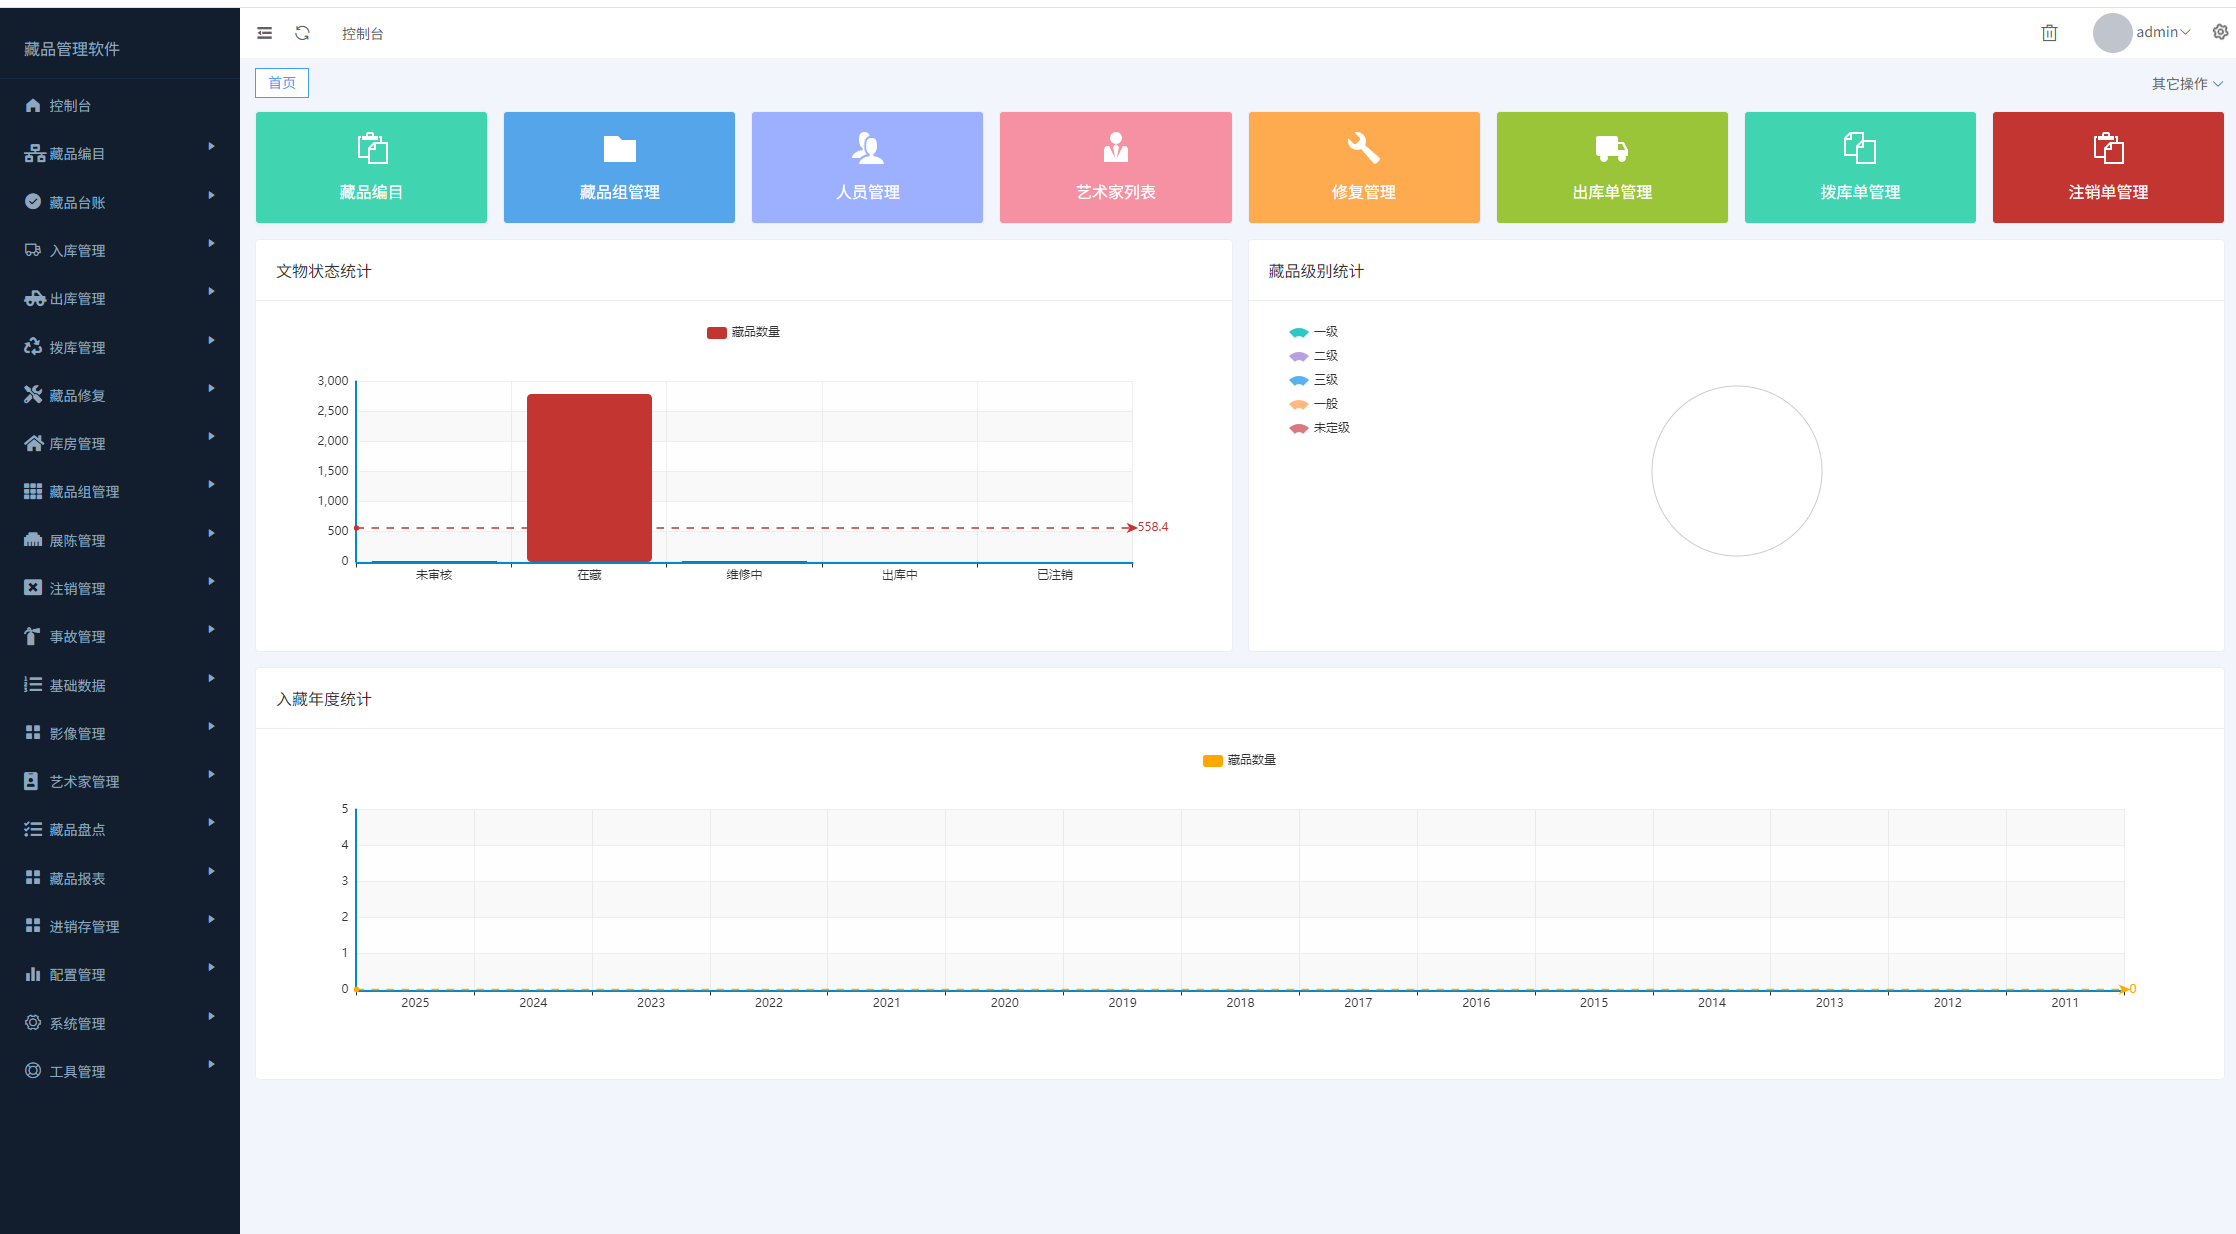 藏品管理软件
控制台
藏品编目
藏品台账
入库管理
出库管理
拨库管理
藏品修复
库房管理
藏品组管理
展陈管理
注销管理
事故管理
基础数据
影像管理
艺术家管理
藏品盘点
藏品报表
进销存管理
配置管理
系统管理
工具管理
控制台
admin
首页
其它操作
藏品编目
藏品组管理
人员管理
艺术家列表
修复管理
出库单管理
拨库单管理
注销单管理
文物状态统计
藏品数量
3,000
2,500
2,000
1,500
1,000
500
0
558.4
未审核 在藏 维修中 出库中 已注销
藏品级别统计
一级
二级
三级
一般
未定级
入藏年度统计
藏品数量
5
4
3
2
1
0
0
2025 2024 2023 2022 2021 2020 2019 2018 2017 2016 2015 2014 2013 2012 2011